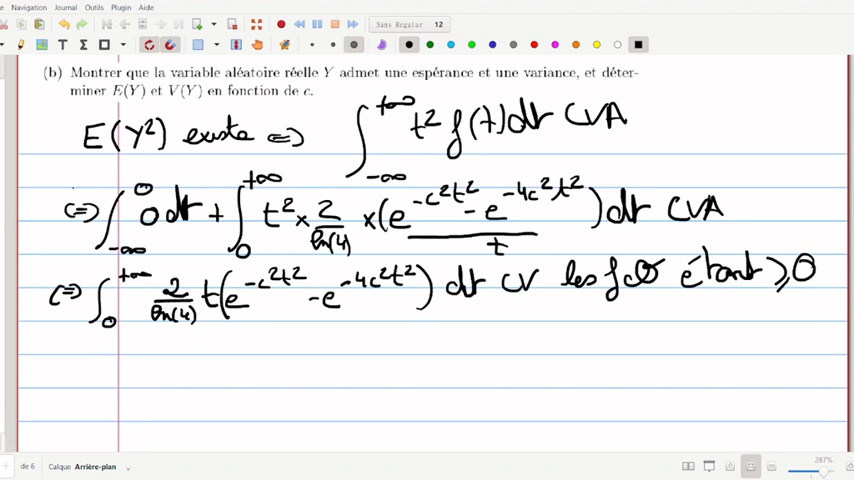 Navigation Journal Outils Plugin Aide
Sans Regular 12
(b) Montrer que la variable aléatoire réelle Y admet une espérance et une variance, et déter-
miner E(Y) et V(Y) en fonction de c.
E(Y²) existe ⇔ ∫_{-∞}^{+∞} t² f(t)dt CVA
⇔ ∫_{-∞}^{0} 0dt + ∫_{0}^{+∞} t² × 2/ln(4) × (e^{-c²t²} - e^{-4c²t²})/t dt CVA
⇔ ∫_{0}^{+∞} 2/ln(4) t(e^{-c²t²} - e^{-4c²t²}) dt CV les fcO étant ⩾0
de 6 Calque Arrière-plan 287%